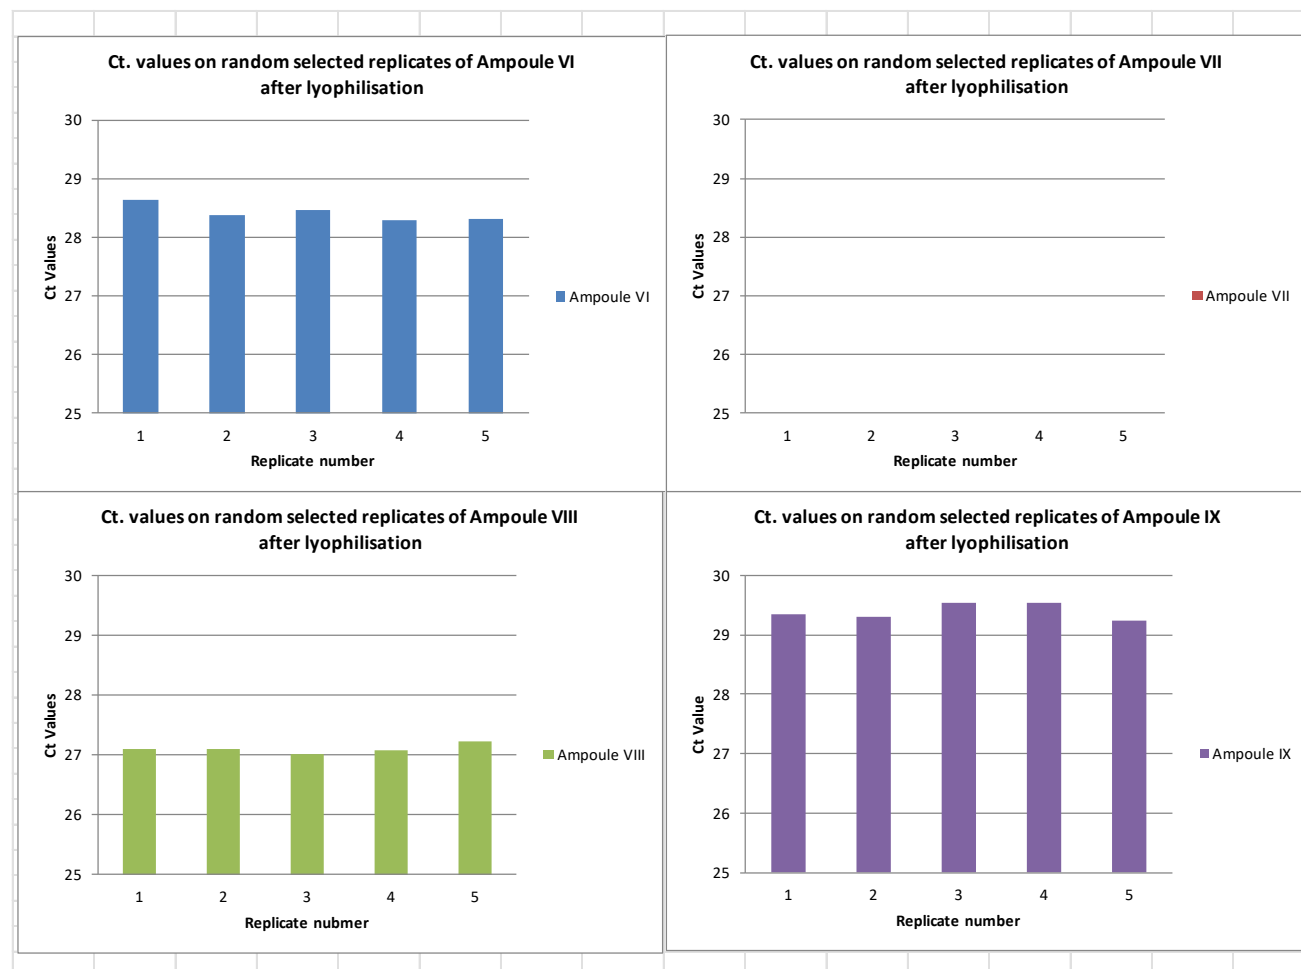 Ct. values on random selected replicates of Ampoule VI
after lyophilisation
30
29
28
27
26
25
Ct Values
1 2 3 4 5
Replicate number
Ampoule VI
Ct. values on random selected replicates of Ampoule VII
after lyophilisation
30
29
28
27
26
25
Ct Values
1 2 3 4 5
Replicate number
Ampoule VII
Ct. values on random selected replicates of Ampoule VIII
after lyophilisation
30
29
28
27
26
25
Ct Values
1 2 3 4 5
Replicate nubmer
Ampoule VIII
Ct. values on random selected replicates of Ampoule IX
after lyophilisation
30
29
28
27
26
25
Ct Value
1 2 3 4 5
Replicate number
Ampoule IX